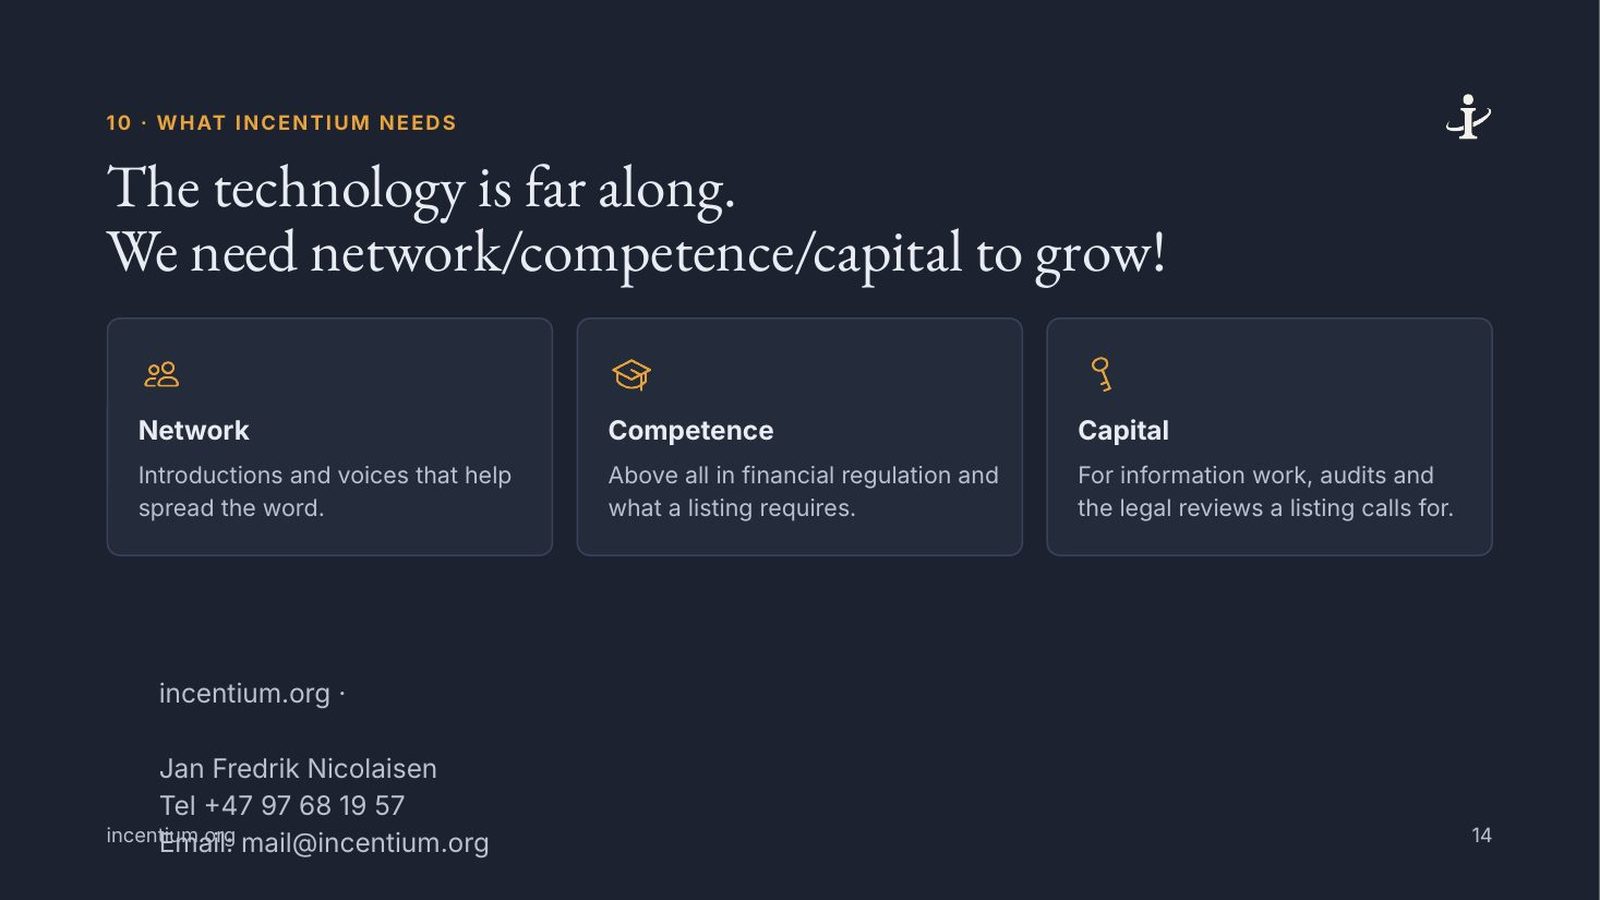 10 · WHAT INCENTIUM NEEDS
The technology is far along.
We need network/competence/capital to grow!
Network
Introductions and voices that help
spread the word.
Competence
Above all in financial regulation and
what a listing requires.
Capital
For information work, audits and
the legal reviews a listing calls for.
incentium.org ·
Jan Fredrik Nicolaisen
Tel +47 97 68 19 57
Email: mail@incentium.org
incentium.org
14